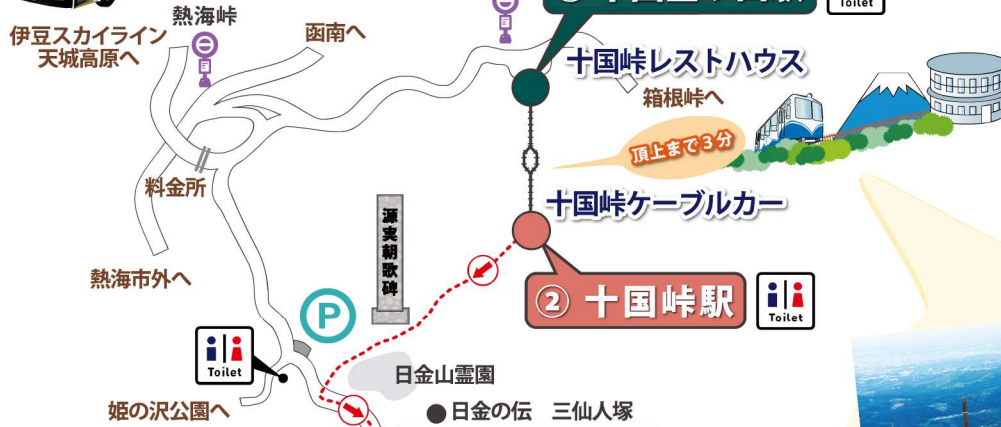 Toilet
熱海峠
伊豆スカイライン
天城高原へ
函南へ
十国峠レストハウス
箱根峠へ
頂上まで3分
料金所
十国峠ケーブルカー
源実朝歌碑
熱海市外へ
② 十国峠駅
Toilet
P
Toilet
日金山霊園
姫の沢公園へ
日金の伝 三仙人塚